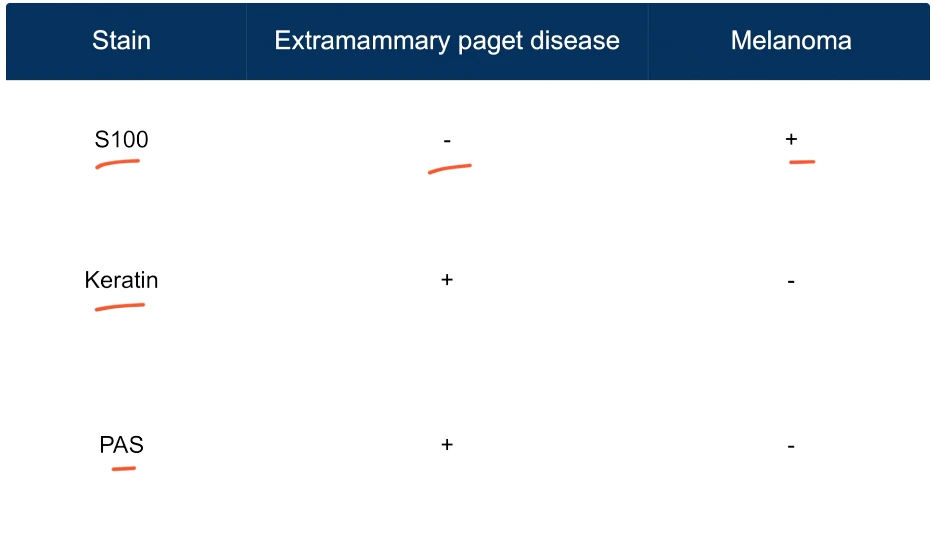 Stain Extramammary paget disease Melanoma
S100 - +
Keratin + -
PAS + -